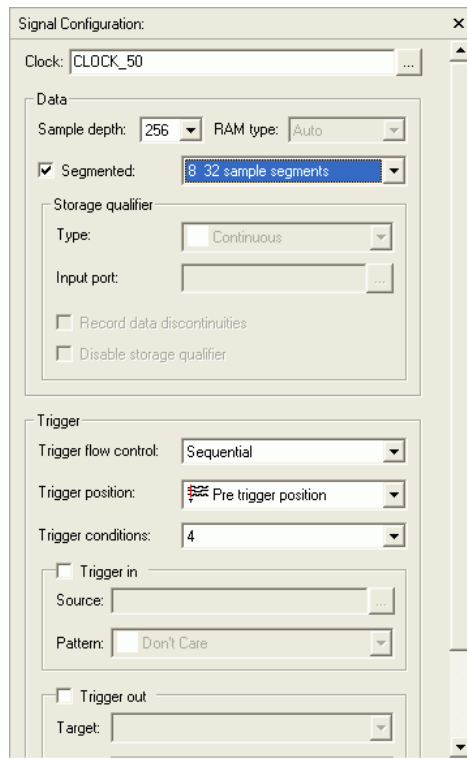 Signal Configuration:
Clock: CLOCK_50 ...
Data
Sample depth: 256 RAM type: Auto
Segmented: 8 32 sample segments
Storage qualifier
Type: Continuous
Input port: ...
Record data discontinuities
Disable storage qualifier
Trigger
Trigger flow control: Sequential
Trigger position: Pre trigger position
Trigger conditions: 4
Trigger in
Source: ...
Pattern: Don't Care
Trigger out
Target: